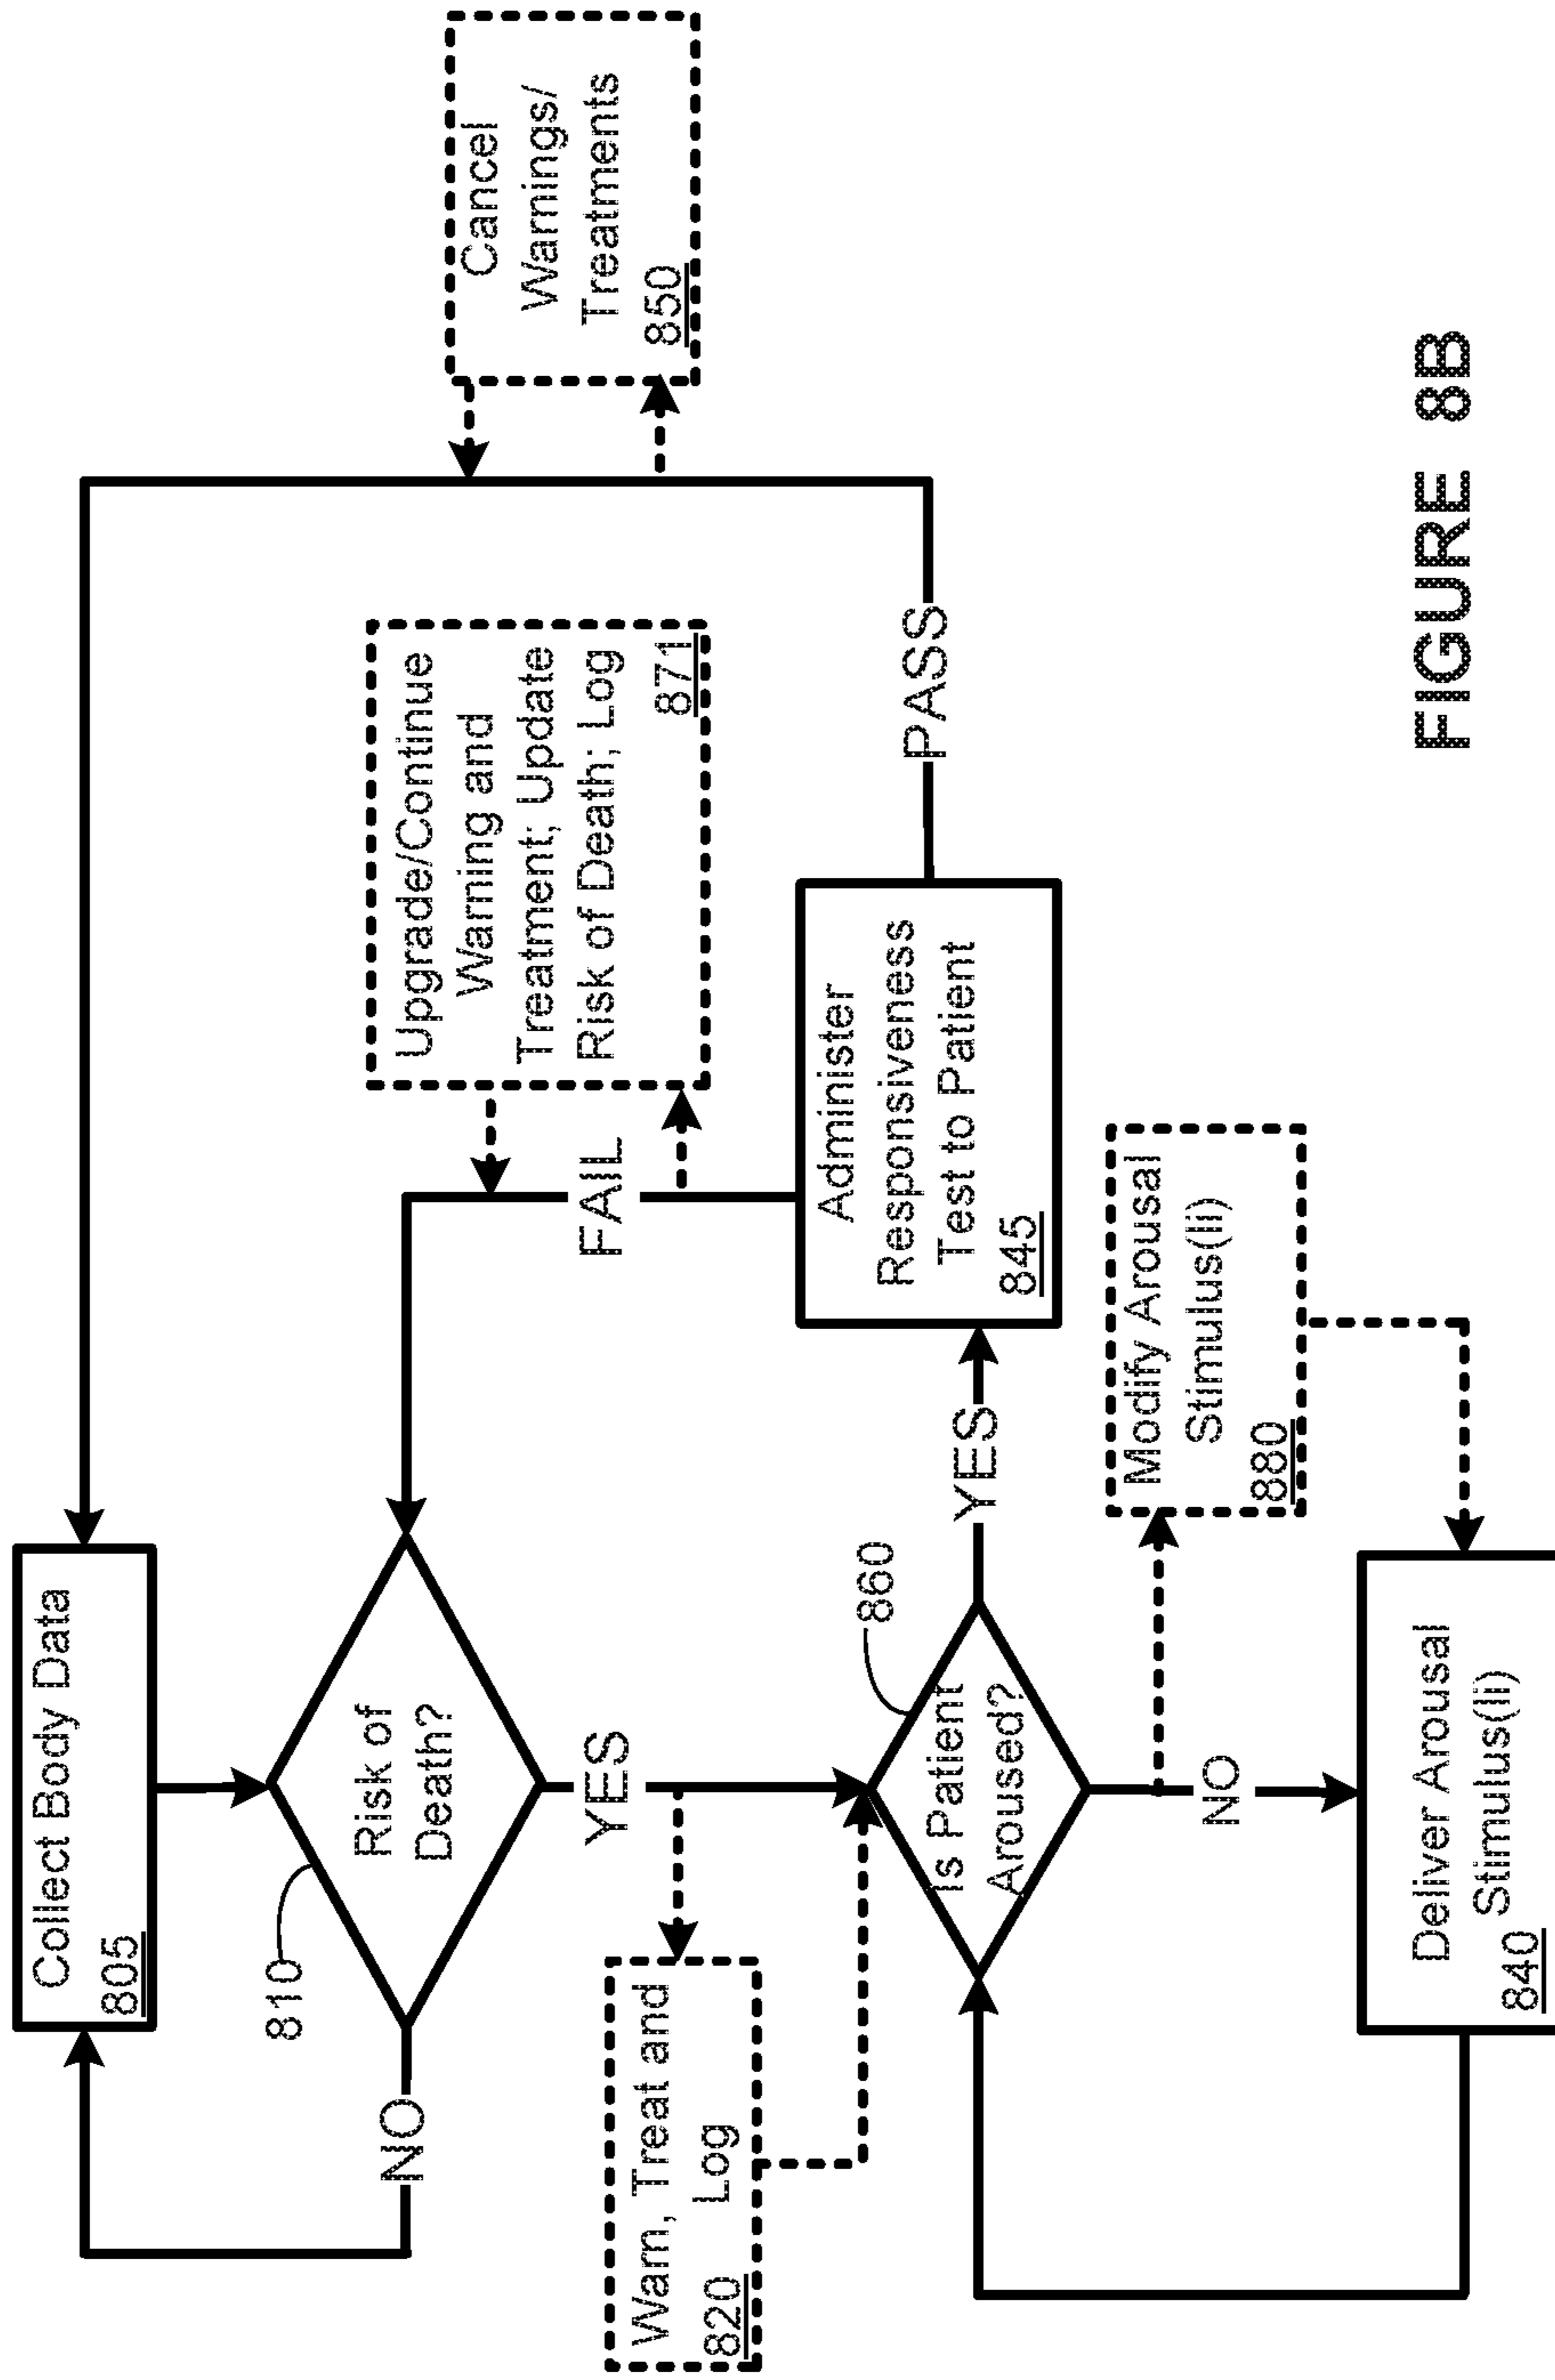 Collect Body Data
805
810
Risk of
Death?
NO
YES
Warn, Treat and
820 Log
860
Is Patient
Aroused?
YES
NO
Deliver Arousal
Stimulus(li)
840
Modify Arousal
Stimulus(li)
880
Administer
Responsiveness
Test to Patient
845
FAIL
Upgrade/Continue
Warning and
Treatment; Update
Risk of Death; Log
871
PASS
Cancel
Warnings/
Treatments
850
FIGURE 8B